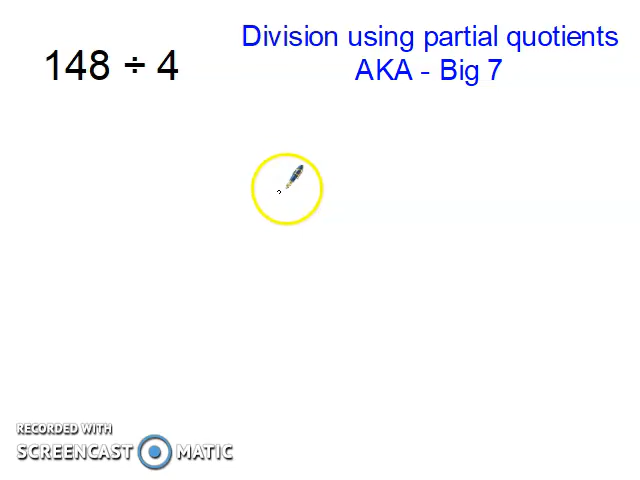 Division using partial quotients
148 ÷ 4
AKA - Big 7
RECORDED WITH
SCREENCAST MATIC